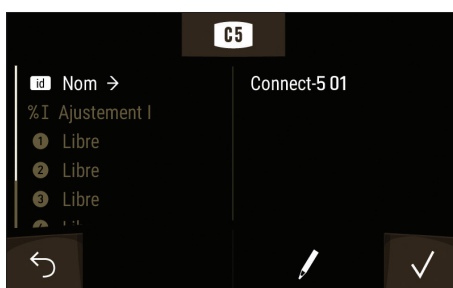 C5
id Nom → Connect-5 01
%I Ajustement I
1 Libre
2 Libre
3 Libre